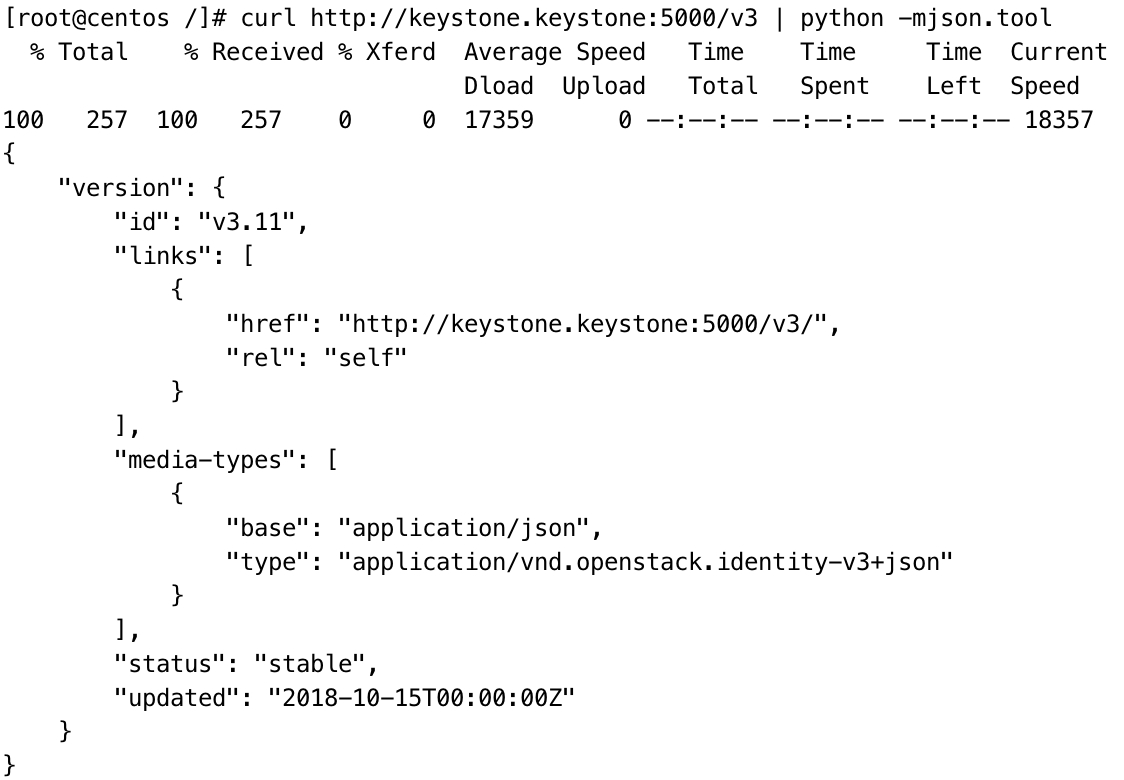 [root@centos /]# curl http://keystone.keystone:5000/v3 | python -mjson.tool
  % Total    % Received % Xferd  Average Speed   Time    Time     Time  Current
                                 Dload  Upload   Total   Spent    Left  Speed
100   257  100   257    0     0  17359      0 --:--:-- --:--:-- --:--:-- 18357
{
    "version": {
        "id": "v3.11",
        "links": [
            {
                "href": "http://keystone.keystone:5000/v3/",
                "rel": "self"
            }
        ],
        "media-types": [
            {
                "base": "application/json",
                "type": "application/vnd.openstack.identity-v3+json"
            }
        ],
        "status": "stable",
        "updated": "2018-10-15T00:00:00Z"
    }
}